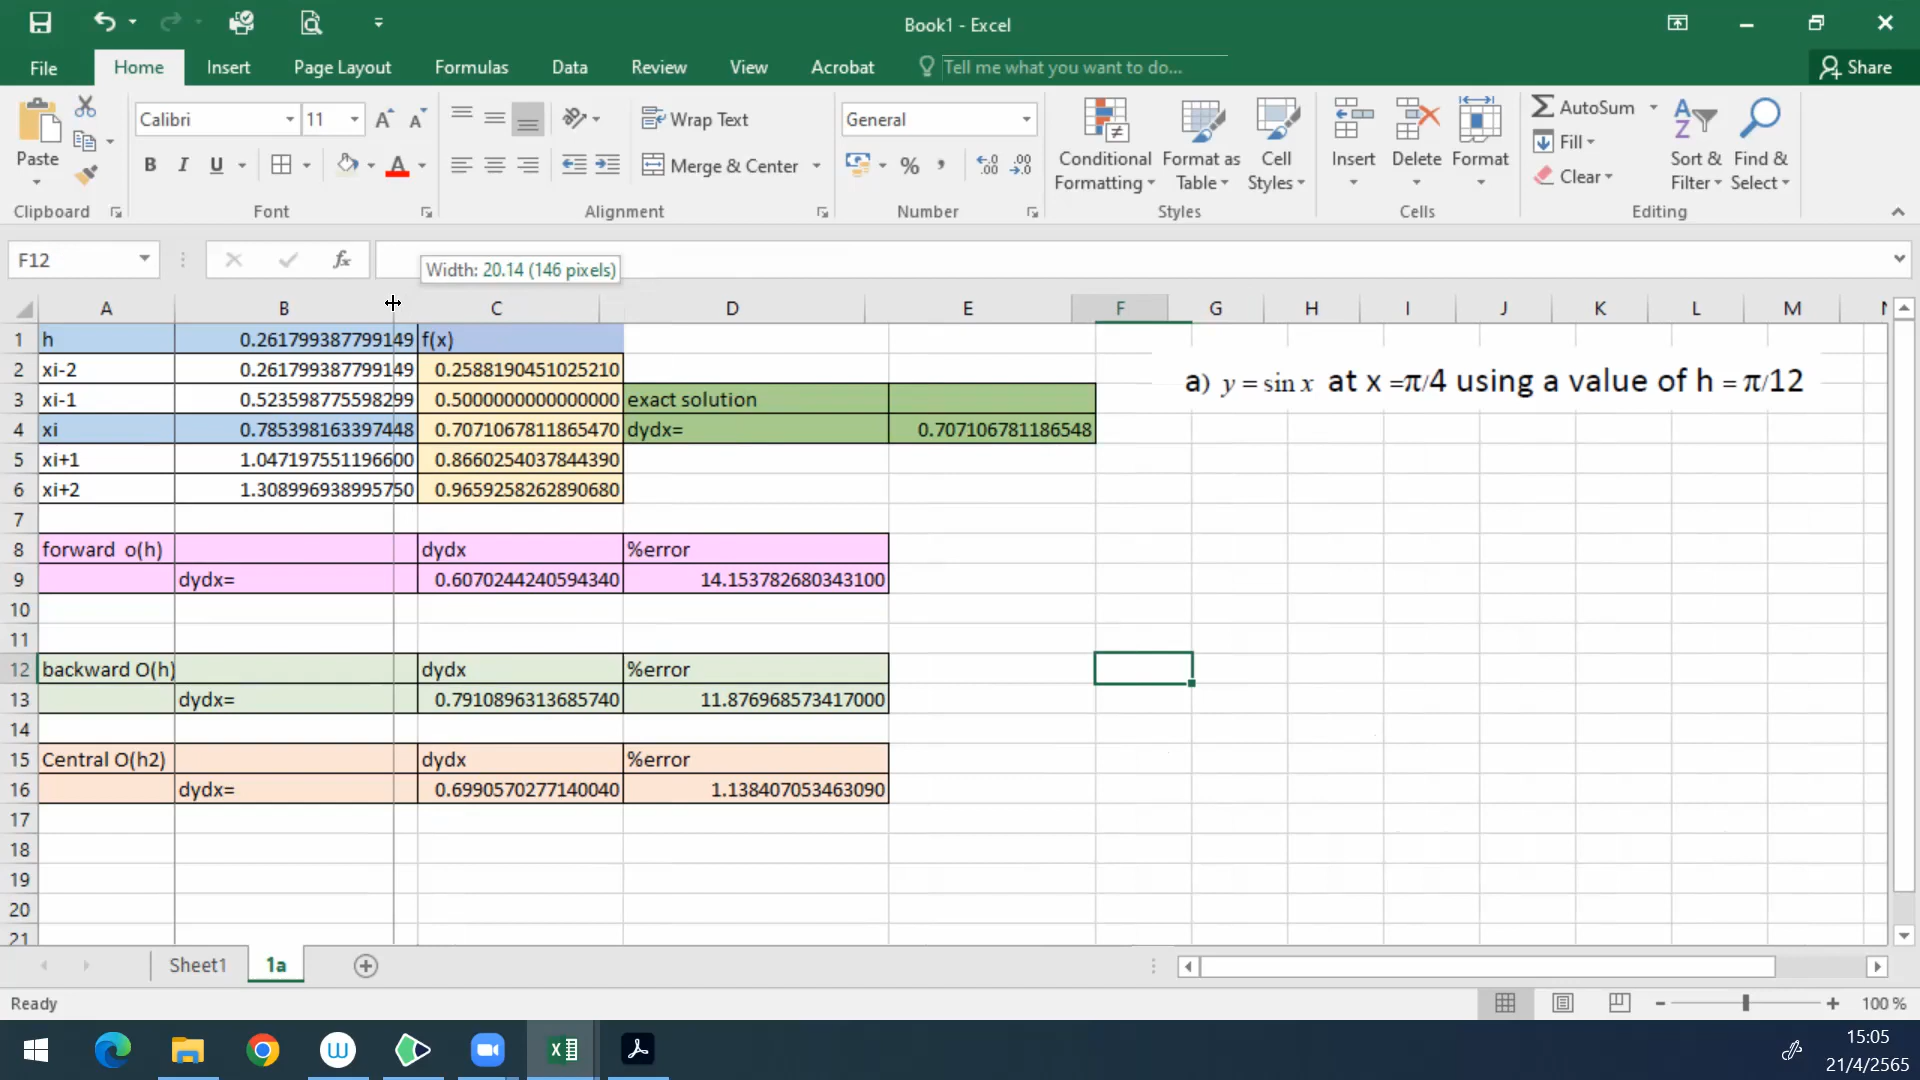 Book1 - Excel
File Home Insert Page Layout Formulas Data Review View Acrobat Tell me what you want to do... Share
Paste
Clipboard
Calibri 11
B I U A
Font
Wrap Text
Merge & Center
Alignment
General
%
Number
Conditional Formatting
Format as Table
Cell Styles
Styles
Insert Delete Format
Cells
AutoSum
Fill
Clear
Sort & Filter
Find & Select
Editing
F12 fx Width: 20.14 (146 pixels)
A B C D E F G H I J K L M
1 h 0.261799387799149 f(x)
2 xi-2 0.261799387799149 0.2588190451025210
a) y = sin x at x =π/4 using a value of h = π/12
3 xi-1 0.523598775598299 0.5000000000000000 exact solution
4 xi 0.785398163397448 0.7071067811865470 dydx= 0.707106781186548
5 xi+1 1.047197551196600 0.8660254037844390
6 xi+2 1.308996938995750 0.9659258262890680
7
8 forward o(h) dydx %error
9 dydx= 0.6070244240594340 14.153782680343100
10
11
12 backward O(h) dydx %error
13 dydx= 0.7910896313685740 11.876968573417000
14
15 Central O(h2) dydx %error
16 dydx= 0.6990570277140040 1.138407053463090
17
18
19
20
21
Sheet1 1a
Ready 100 %
15:05
21/4/2565